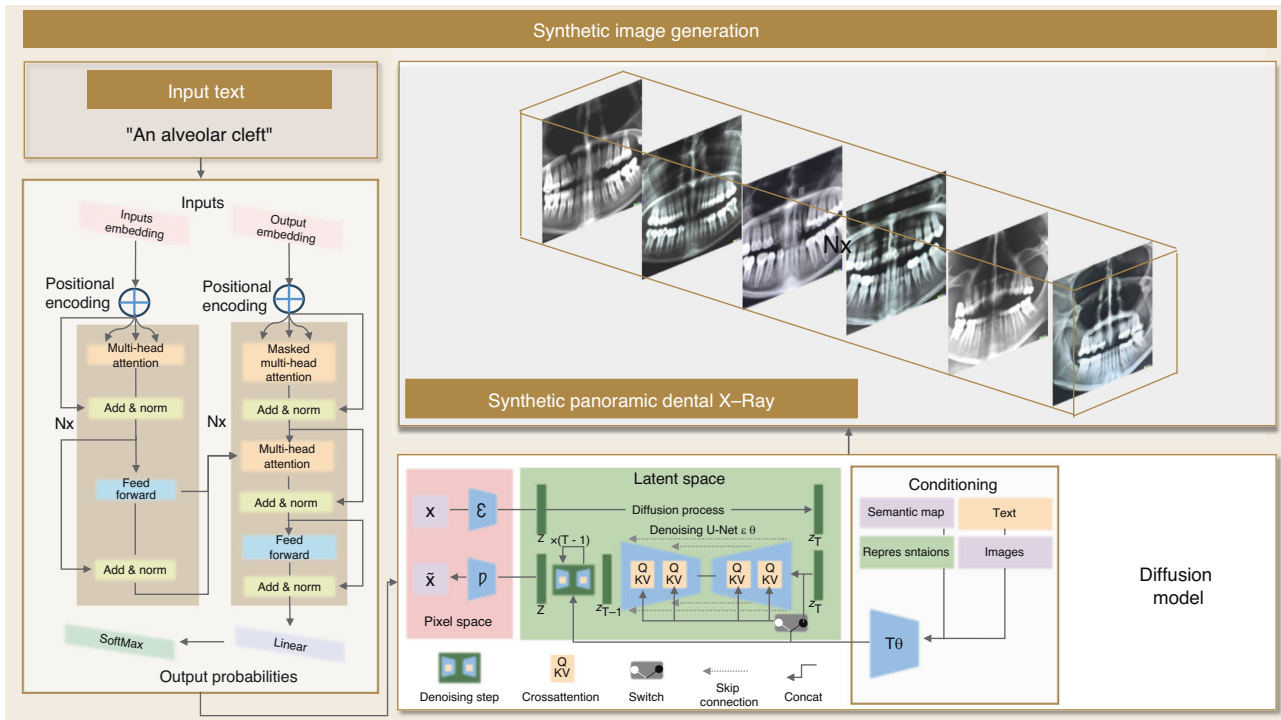 Synthetic image generation
Input text
"An alveolar cleft"
Inputs
Inputs
embedding
Output
embedding
Positional
encoding
Positional
encoding
Multi-head
attention
Masked
multi-head
attention
Add & norm
Add & norm
Nx
Nx
Multi-head
attention
Feed
forward
Add & norm
Feed
forward
Add & norm
Add & norm
SoftMax
Linear
Output probabilities
Nx
Synthetic panoramic dental X–Ray
Latent space
Conditioning
x
ε
Diffusion process
Z
z_T
Semantic map
Text
Denoising U-Net ε θ
×(T - 1)
Repres sntaions
Images
x̃
D
Q
KV
Q
KV
Q
KV
Q
KV
Z
z_T−1
z_T
Pixel space
Tθ
Diffusion
model
Q
KV
Denoising step
Crossattention
Switch
Skip
connection
Concat